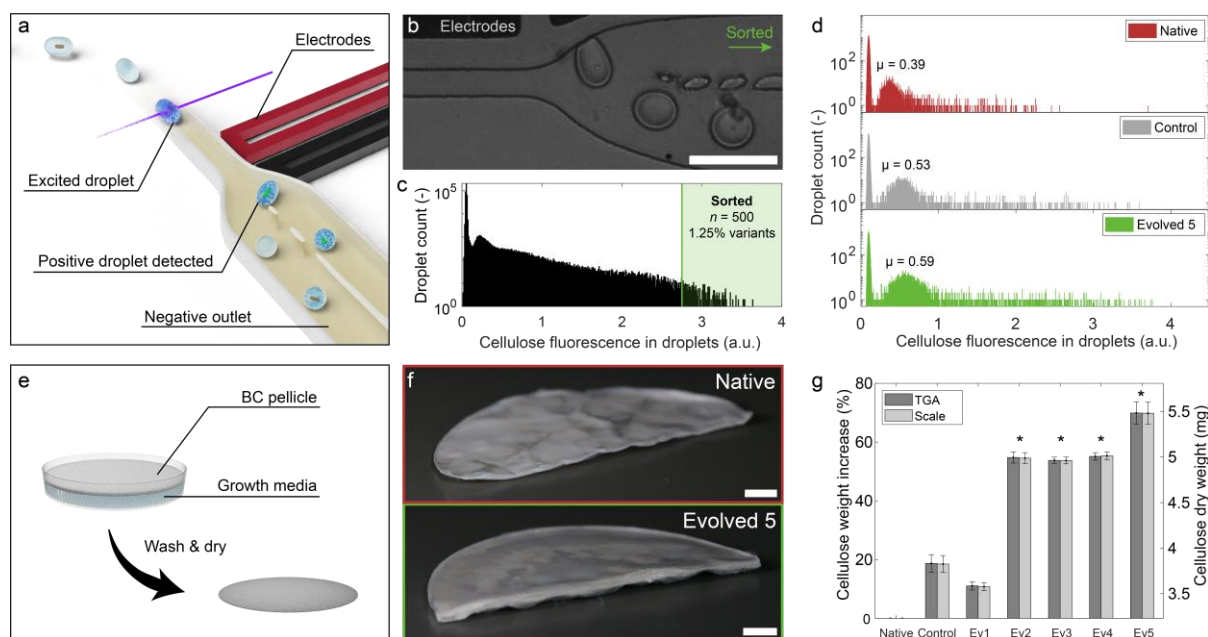 a
Electrodes
Excited droplet
Positive droplet detected
Negative outlet
b
Electrodes
Sorted
c
Droplet count (-)
10^5
10^0
Sorted
n = 500
1.25% variants
0 1 2 3 4
Cellulose fluorescence in droplets (a.u.)
d
Droplet count (-)
10^2
10^0
Native
μ = 0.39
10^2
10^0
Control
μ = 0.53
10^2
10^0
Evolved 5
μ = 0.59
0 1 2 3 4
Cellulose fluorescence in droplets (a.u.)
e
BC pellicle
Growth media
Wash & dry
f
Native
Evolved 5
g
Cellulose weight increase (%)
80
60
40
20
0
TGA
Scale
* * * *
5.5
5
4
3.5
Cellulose dry weight (mg)
Native Control Ev1 Ev2 Ev3 Ev4 Ev5